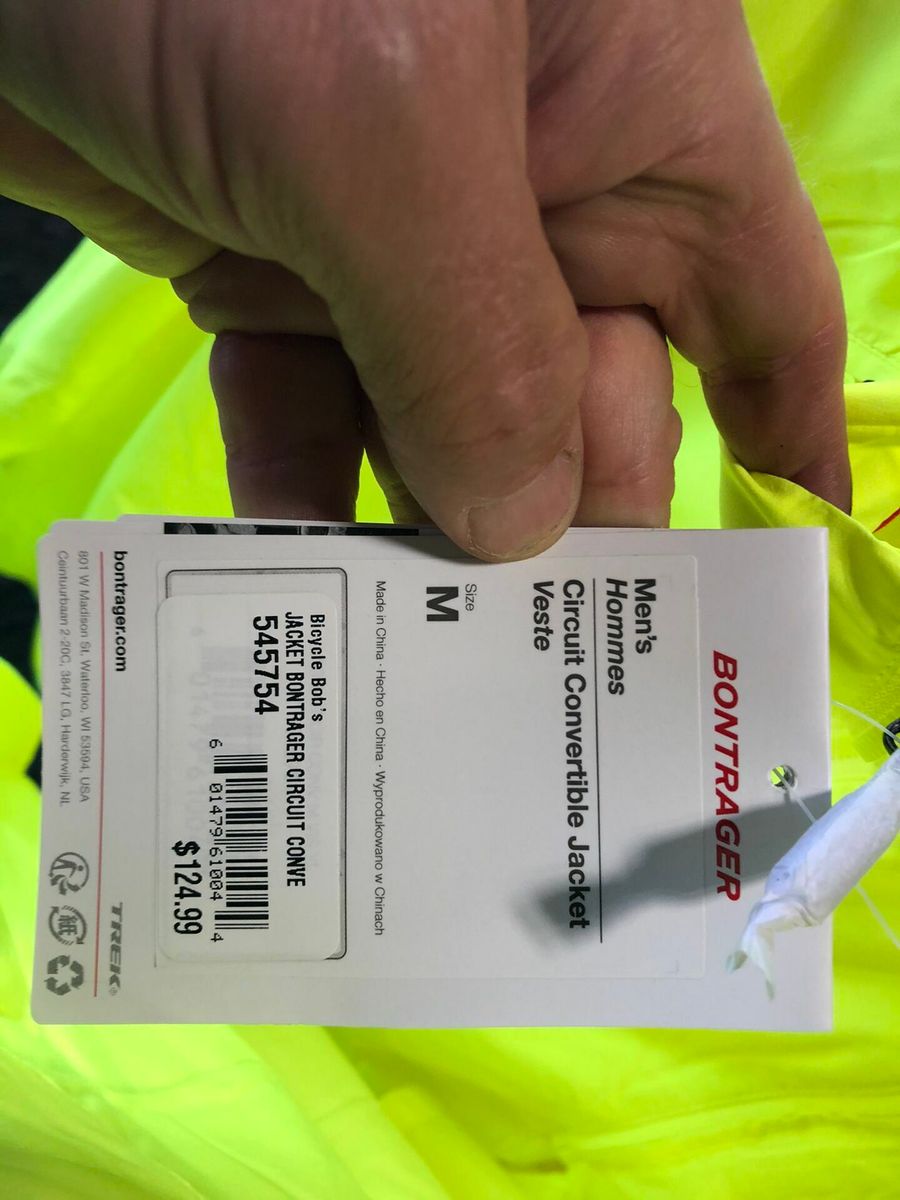 BONTRAGER
Men's
Hommes
Circuit Convertible Jacket
Veste
Size
M
Made in China · Hecho en China · Wyprodukowano w Chinach
Bicycle Bob's
JACKET BONTRAGER CIRCUIT CONVE
545754
6 01479 61004 4
$124.99
bontrager.com
TREK®
801 W Madison St, Waterloo, WI 53594, USA
Ceintuurbaan 2-20C, 3847 LG, Harderwijk, NL
紙